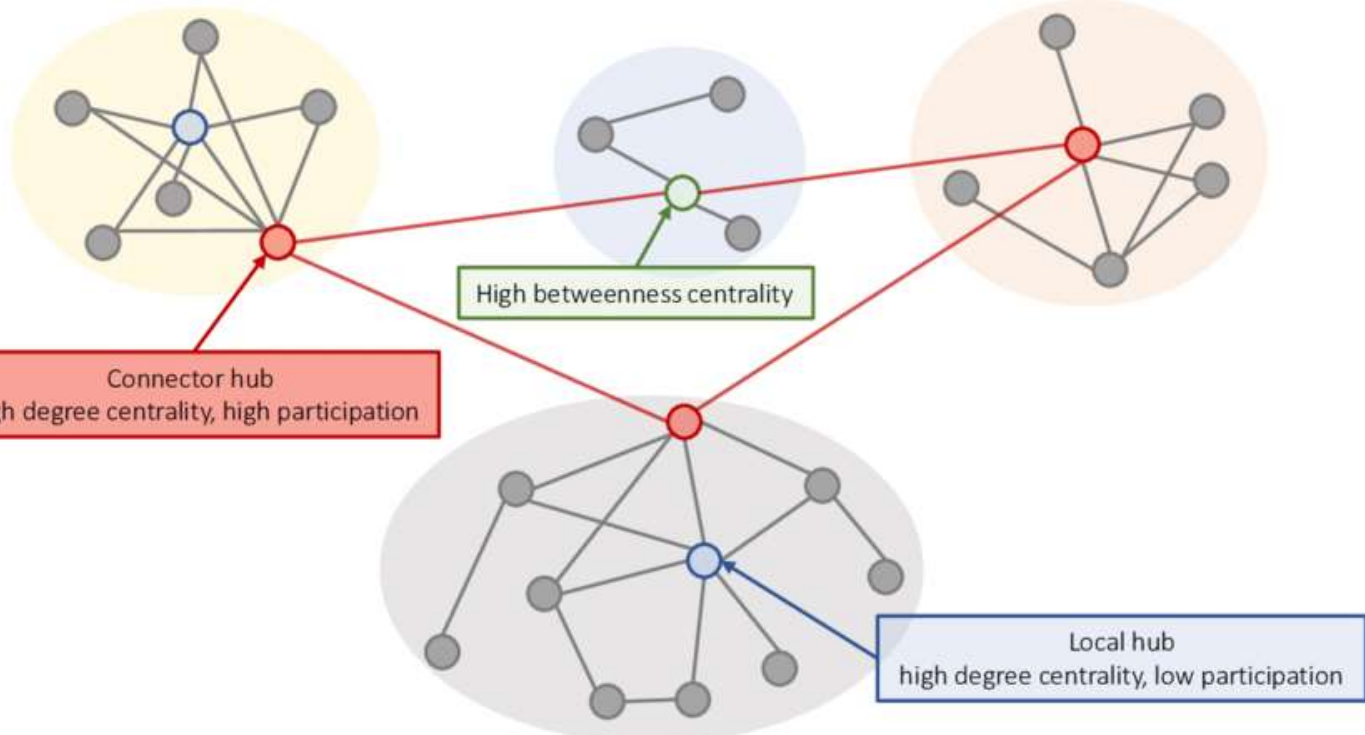 High betweenness centrality
Connector hub
degree centrality, high participation
Local hub
high degree centrality, low participation